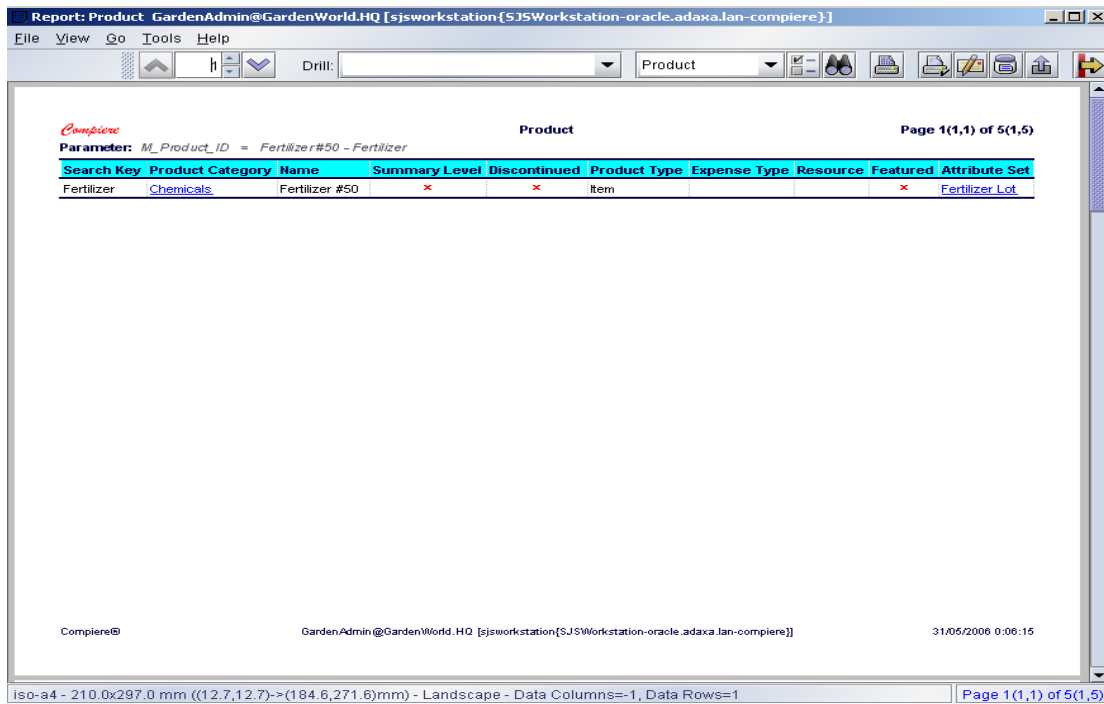 Report: Product GardenAdmin@GardenWorld.HQ [sjsworkstation{SJSWorkstation-oracle.adaxa.lan-compiere}]
File View Go Tools Help
Drill: Product
Compiere Product Page 1(1,1) of 5(1,5)
Parameter: M_Product_ID = Fertilizer#50 - Fertilizer
Search Key Product Category Name Summary Level Discontinued Product Type Expense Type Resource Featured Attribute Set
Fertilizer Chemicals Fertilizer #50 × × Item × Fertilizer Lot
Compiere® GardenAdmin@GardenWorld.HQ [sjsworkstation{SJSWorkstation-oracle.adaxa.lan-compiere}] 31/05/2006 0:06:15
iso-a4 - 210.0x297.0 mm ((12.7,12.7)->(184.6,271.6)mm) - Landscape - Data Columns=-1, Data Rows=1 Page 1(1,1) of 5(1,5)